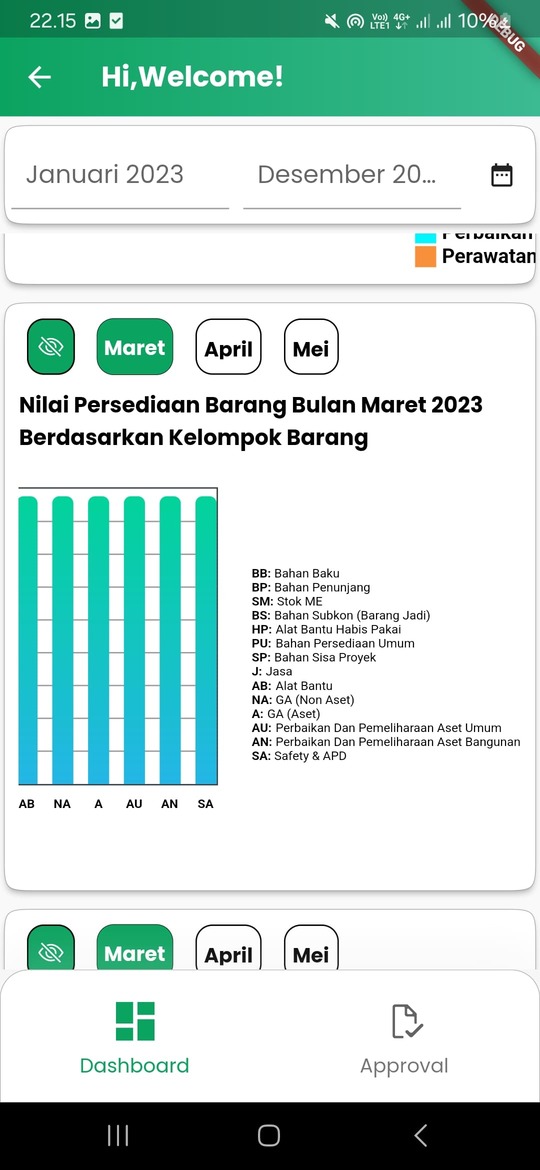 22.15 Vo)) LTE1 4G+ 10%
DEBUG
Hi,Welcome!
Januari 2023 Desember 20...
Perbaikan
Perawatan
Maret April Mei
Nilai Persediaan Barang Bulan Maret 2023
Berdasarkan Kelompok Barang
BB: Bahan Baku
BP: Bahan Penunjang
SM: Stok ME
BS: Bahan Subkon (Barang Jadi)
HP: Alat Bantu Habis Pakai
PU: Bahan Persediaan Umum
SP: Bahan Sisa Proyek
J: Jasa
AB: Alat Bantu
NA: GA (Non Aset)
A: GA (Aset)
AU: Perbaikan Dan Pemeliharaan Aset Umum
AN: Perbaikan Dan Pemeliharaan Aset Bangunan
SA: Safety & APD
AB NA A AU AN SA
Maret April Mei
Dashboard Approval